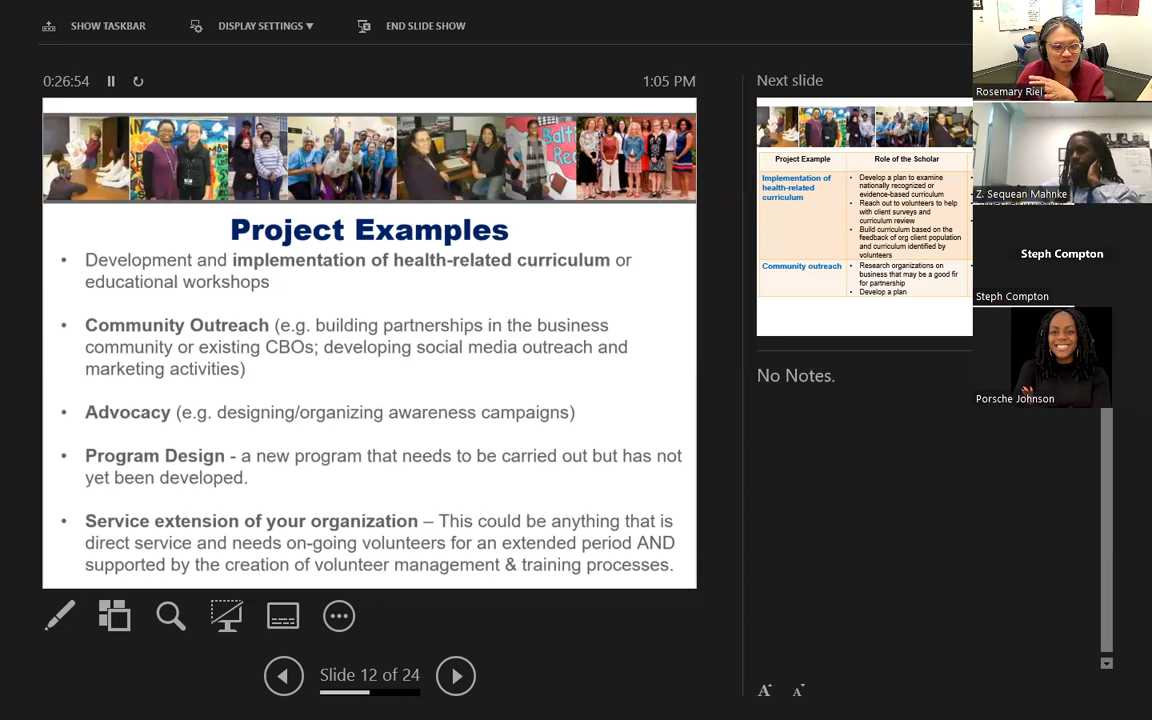 SHOW TASKBAR
DISPLAY SETTINGS ▼
END SLIDE SHOW
0:26:54
1:05 PM
Project Examples
• Development and implementation of health-related curriculum or
educational workshops
• Community Outreach (e.g. building partnerships in the business
community or existing CBOs; developing social media outreach and
marketing activities)
• Advocacy (e.g. designing/organizing awareness campaigns)
• Program Design - a new program that needs to be carried out but has not
yet been developed.
• Service extension of your organization – This could be anything that is
direct service and needs on-going volunteers for an extended period AND
supported by the creation of volunteer management & training processes.
Slide 12 of 24
Next slide
Project Example
Role of the Scholar
Implementation of
health-related
curriculum
• Develop a plan to examine
nationally recognized or
evidence-based curriculum
• Reach out to volunteers to help
with client surveys and
curriculum review
• Build curriculum based on the
feedback of org client population
and curriculum identified by
volunteers
Community outreach
• Research organizations on
business that may be a good fir
for partnership
• Develop a plan
No Notes.
A A
Rosemary Riel
Z. Sequean Mahnke
Steph Compton
Steph Compton
Porsche Johnson